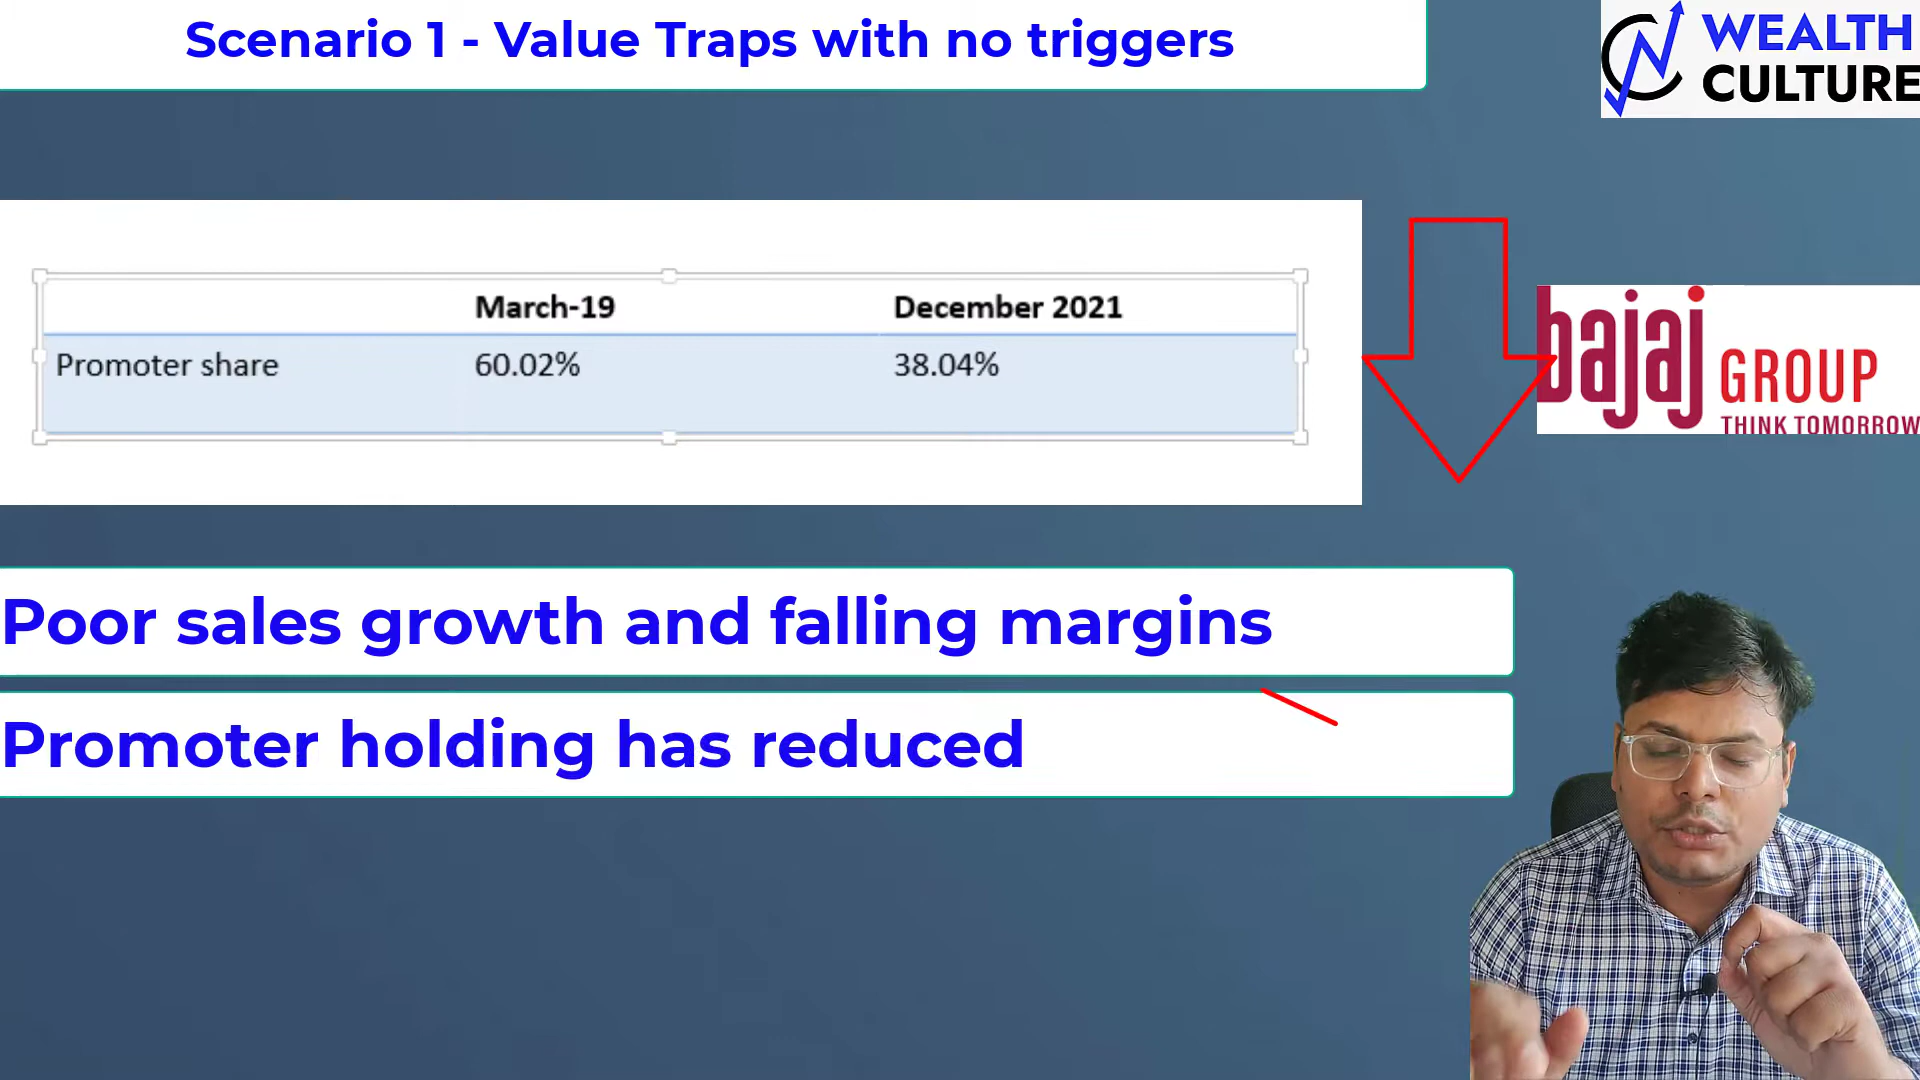 Scenario 1 - Value Traps with no triggers
WEALTH
CULTURE
March-19 December 2021
Promoter share 60.02% 38.04%
bajaj
GROUP
THINK TOMORROW
Poor sales growth and falling margins
Promoter holding has reduced